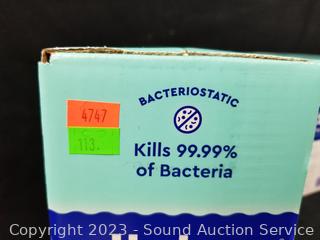 BACTERIOSTATIC
4747
113.
Kills 99.99%
of Bacteria
Copyright 2023 - Sound Auction Service